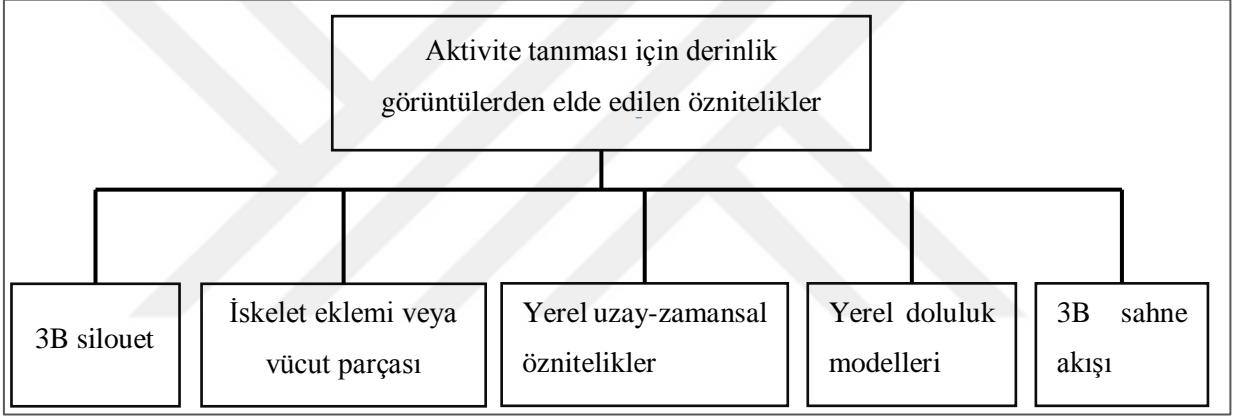 Aktivite tanıması için derinlik
görüntülerden elde edilen öznitelikler
3B silouet
İskelet eklemi veya
vücut parçası
Yerel uzay-zamansal
öznitelikler
Yerel doluluk
modelleri
3B sahne
akışı